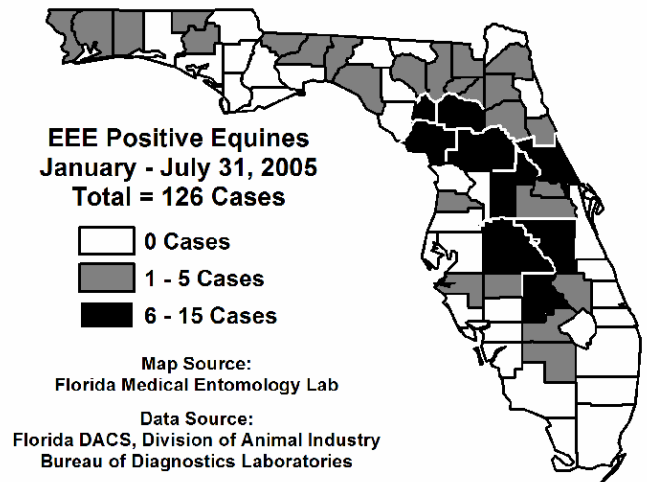 EEE Positive Equines
January - July 31, 2005
Total = 126 Cases
0 Cases
1 - 5 Cases
6 - 15 Cases
Map Source:
Florida Medical Entomology Lab
Data Source:
Florida DACS, Division of Animal Industry
Bureau of Diagnostics Laboratories